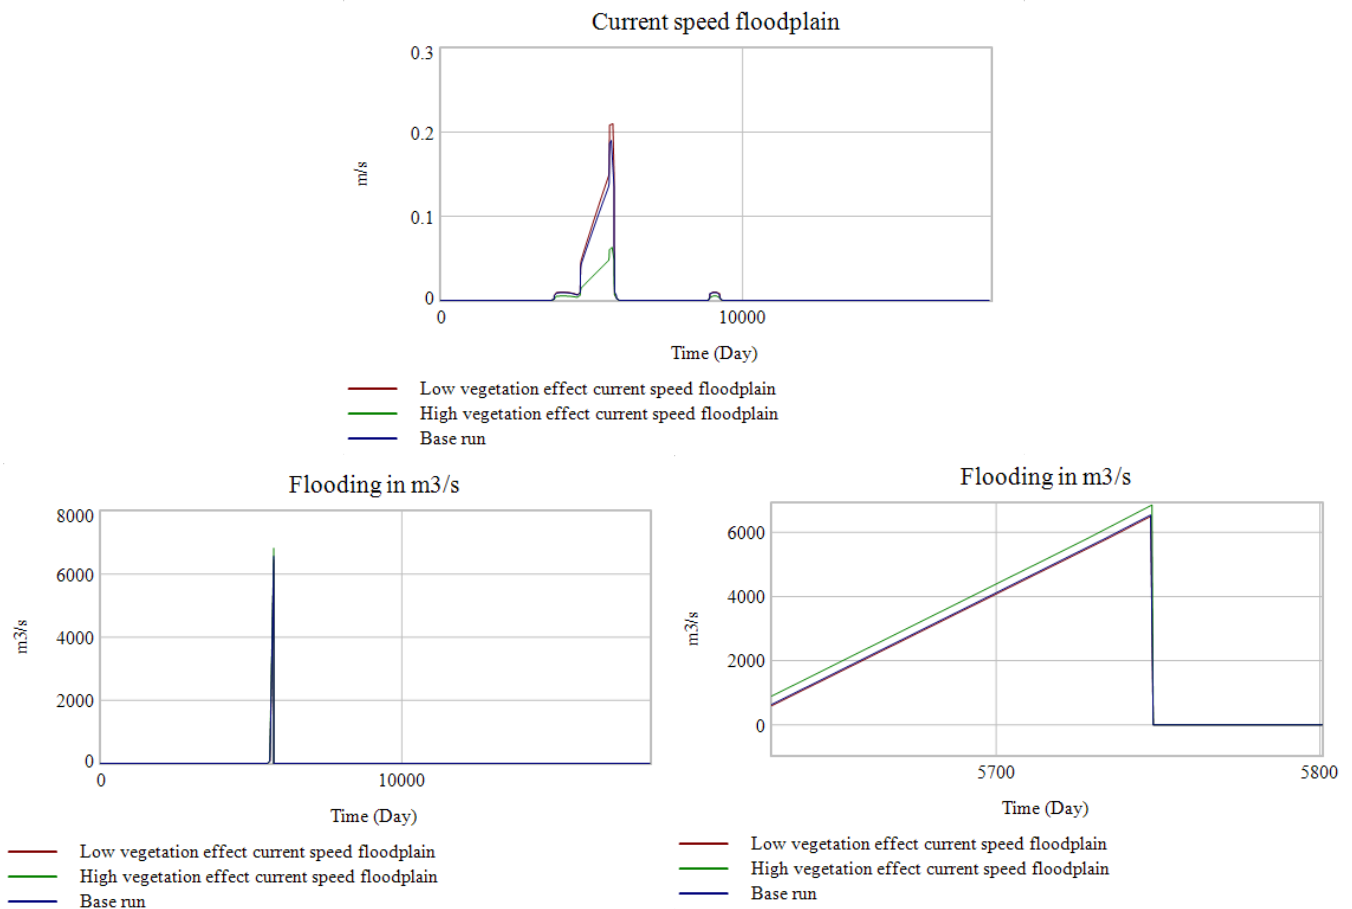 Current speed floodplain
0.3
0.2
m/s
0.1
0
0
10000
Time (Day)
Low vegetation effect current speed floodplain
High vegetation effect current speed floodplain
Base run
Flooding in m3/s
8000
6000
m3/s
4000
2000
0
0
10000
Time (Day)
Low vegetation effect current speed floodplain
High vegetation effect current speed floodplain
Base run
Flooding in m3/s
6000
4000
m3/s
2000
0
5700
5800
Time (Day)
Low vegetation effect current speed floodplain
High vegetation effect current speed floodplain
Base run